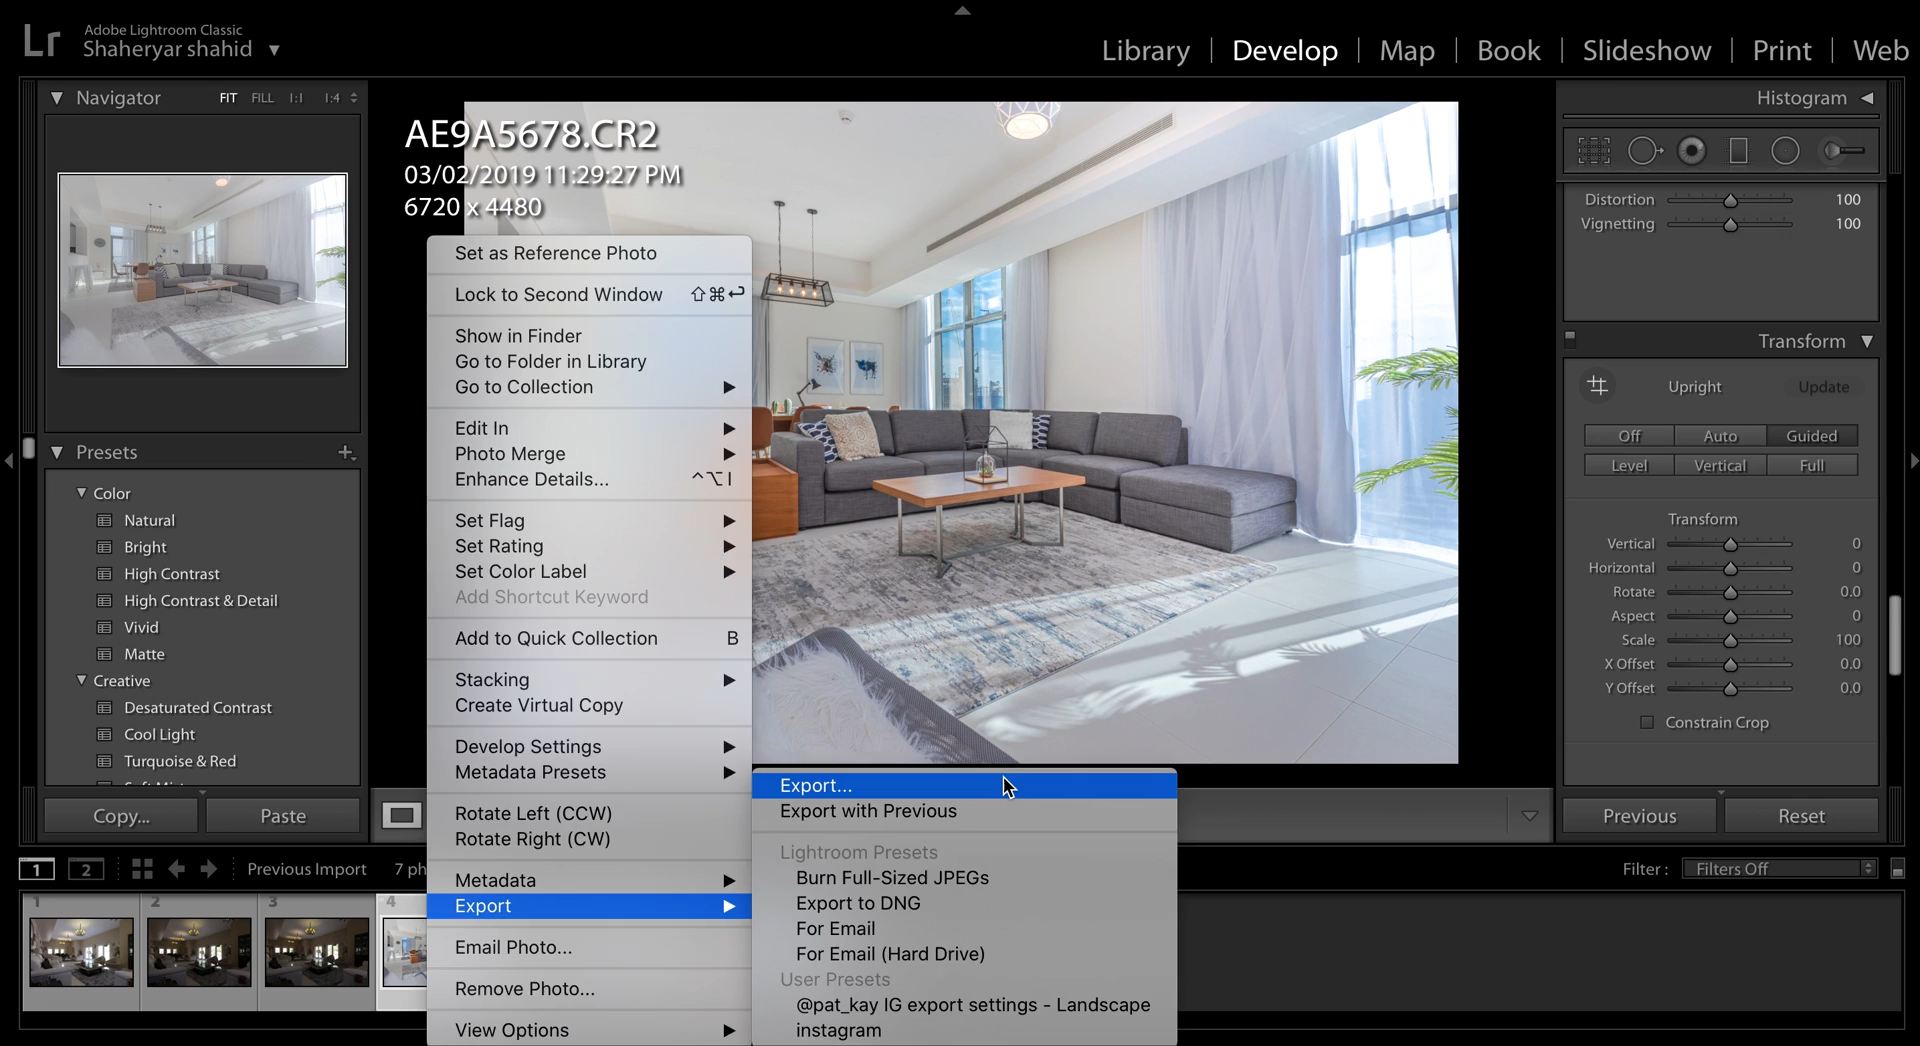 Lr
Adobe Lightroom Classic
Shaheryar shahid
Library | Develop | Map | Book | Slideshow | Print | Web
Navigator FIT FILL 1:1 1:4
Histogram
AE9A5678.CR2
03/02/2019 11:29:27 PM
6720 x 4480
Distortion 100
Vignetting 100
Transform
Upright Update
Off Auto Guided
Level Vertical Full
Transform
Vertical 0
Horizontal 0
Rotate 0.0
Aspect 0
Scale 100
X Offset 0.0
Y Offset 0.0
Constrain Crop
Previous Reset
Presets
Color
Natural
Bright
High Contrast
High Contrast & Detail
Vivid
Matte
Creative
Desaturated Contrast
Cool Light
Turquoise & Red
Copy... Paste
Set as Reference Photo
Lock to Second Window ⇧⌘↩
Show in Finder
Go to Folder in Library
Go to Collection
Edit In
Photo Merge
Enhance Details... ^⌥I
Set Flag
Set Rating
Set Color Label
Add Shortcut Keyword
Add to Quick Collection B
Stacking
Create Virtual Copy
Develop Settings
Metadata Presets
Rotate Left (CCW)
Rotate Right (CW)
Metadata
Export
Email Photo...
Remove Photo...
View Options
Export...
Export with Previous
Lightroom Presets
Burn Full-Sized JPEGs
Export to DNG
For Email
For Email (Hard Drive)
User Presets
@pat_kay IG export settings - Landscape
instagram
1 2 Previous Import 7 ph
Filter : Filters Off
1 2 3 4